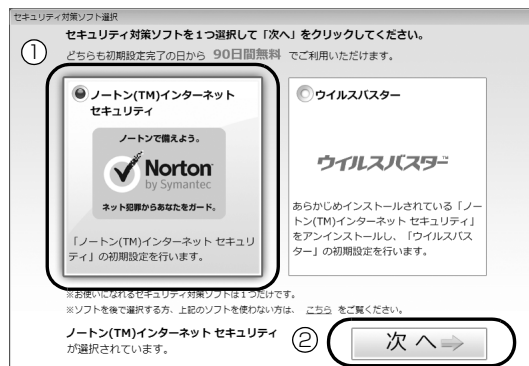 セキュリティ対策ソフト選択
セキュリティ対策ソフトを1つ選択して「次へ」をクリックしてください。
① どちらも初期設定完了の日から 90日間無料 でご利用いただけます。
ノートン(TM)インターネット
セキュリティ
ノートンで備えよう。
Norton
by Symantec
ネット犯罪からあなたをガード。
「ノートン(TM)インターネット セキュリ
ティ」の初期設定を行います。
ウイルスバスター
ウイルスバスター™
あらかじめインストールされている「ノー
トン(TM)インターネット セキュリティ」
をアンインストールし、「ウイルスバス
ター」の初期設定を行います。
※お使いになれるセキュリティ対策ソフトは1つだけです。
※ソフトを後で選択する方、上記のソフトを使わない方は、 こちら をご覧ください。
ノートン(TM)インターネット セキュリティ
が選択されています。
② 次 へ